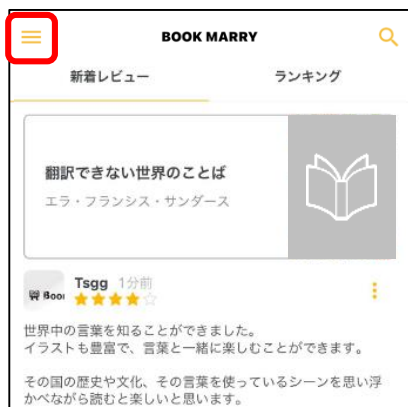 BOOK MARRY
新着レビュー
ランキング
翻訳できない世界のことば
エラ・フランシス・サンダース
Tsgg 1分前
世界中の言葉を知ることができました。
イラストも豊富で、言葉と一緒に楽しむことができます。
その国の歴史や文化、その言葉を使っているシーンを思い浮
かべながら読むと楽しいと思います。